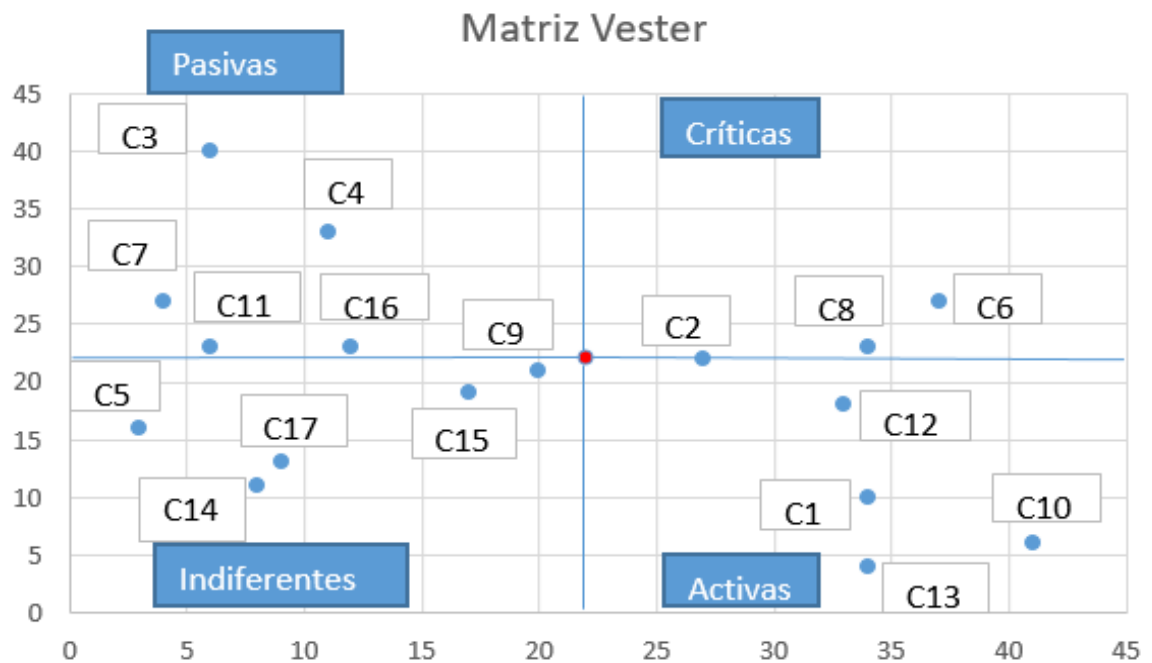 Matriz Vester
Pasivas
Críticas
45
40
35
30
25
20
15
10
5
0
C3
C4
C7
C11
C16
C9
C2
C8
C6
C5
C17
C15
C12
C14
C1
C10
C13
Indiferentes
Activas
0 5 10 15 20 25 30 35 40 45